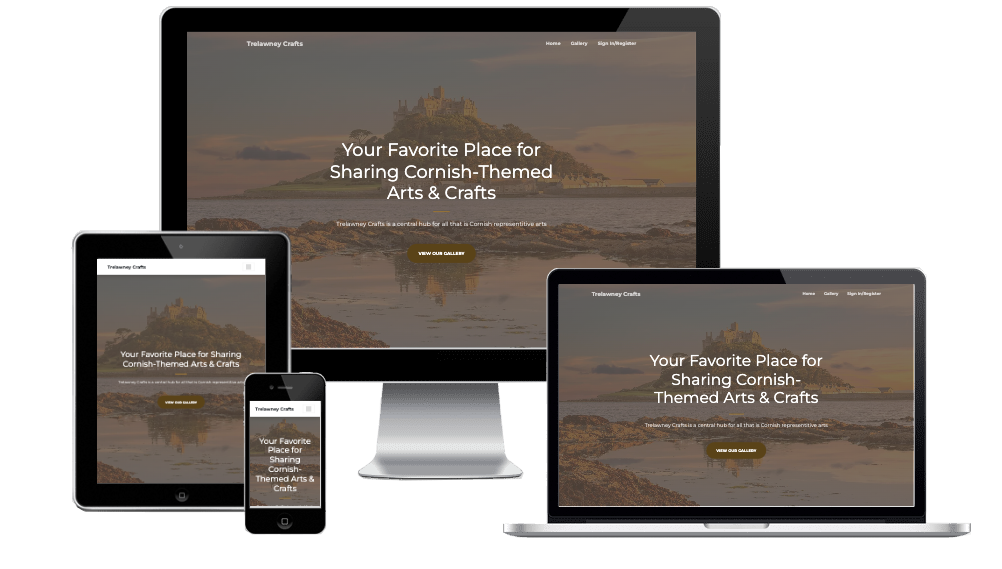 Trelawney Crafts
Home Gallery Sign In/Register
Your Favorite Place for
Sharing Cornish-Themed
Arts & Crafts
Trelawney Crafts is a central hub for all that is Cornish representitive arts
VIEW OUR GALLERY
Trelawney Crafts
Your Favorite Place for Sharing
Cornish-Themed Arts & Crafts
Trelawney Crafts is a central hub for all that is Cornish representitive arts
VIEW OUR GALLERY
Trelawney Crafts
Your Favorite
Place for
Sharing
Cornish-
Themed Arts &
Crafts
Trelawney Crafts
Home Gallery Sign In/Register
Your Favorite Place for
Sharing Cornish-
Themed Arts & Crafts
Trelawney Crafts is a central hub for all that is Cornish representitive arts
VIEW OUR GALLERY